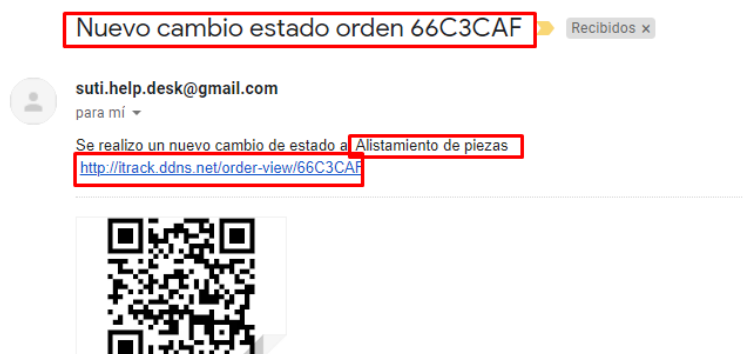 Nuevo cambio estado orden 66C3CAF Recibidos x
suti.help.desk@gmail.com
para mí
Se realizo un nuevo cambio de estado a Alistamiento de piezas
http://itrack.ddns.net/order-view/66C3CAF